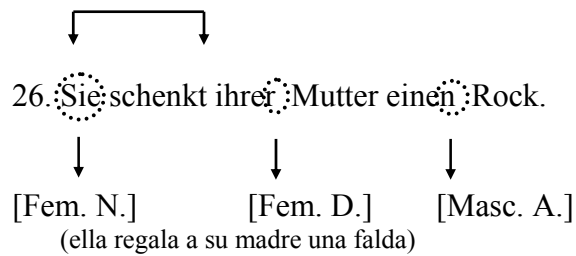 26. Sie schenkt ihrer Mutter einen Rock.
[Fem. N.] [Fem. D.] [Masc. A.]
(ella regala a su madre una falda)